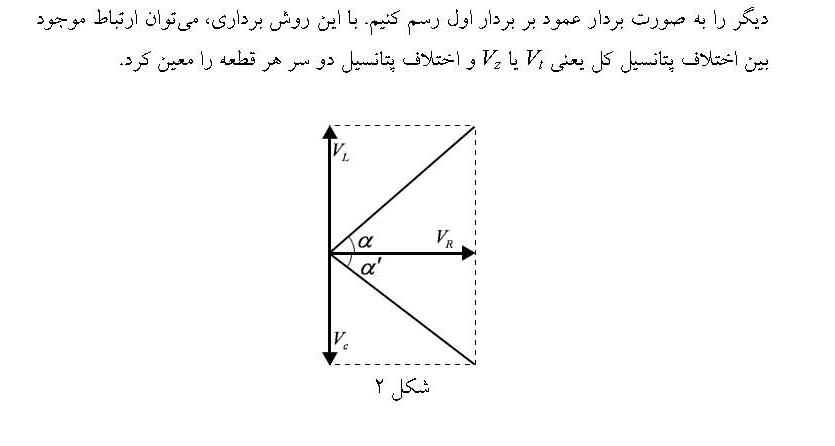 دیگر را به صورت بردار عمود بر بردار اول رسم کنیم. با این روش برداری، می‌توان ارتباط موجود
بین اختلاف پتانسیل کل یعنی Vt یا Vz و اختلاف پتانسیل دو سر هر قطعه را معین کرد.
VL
α
VR
α'
Vc
شکل ۲